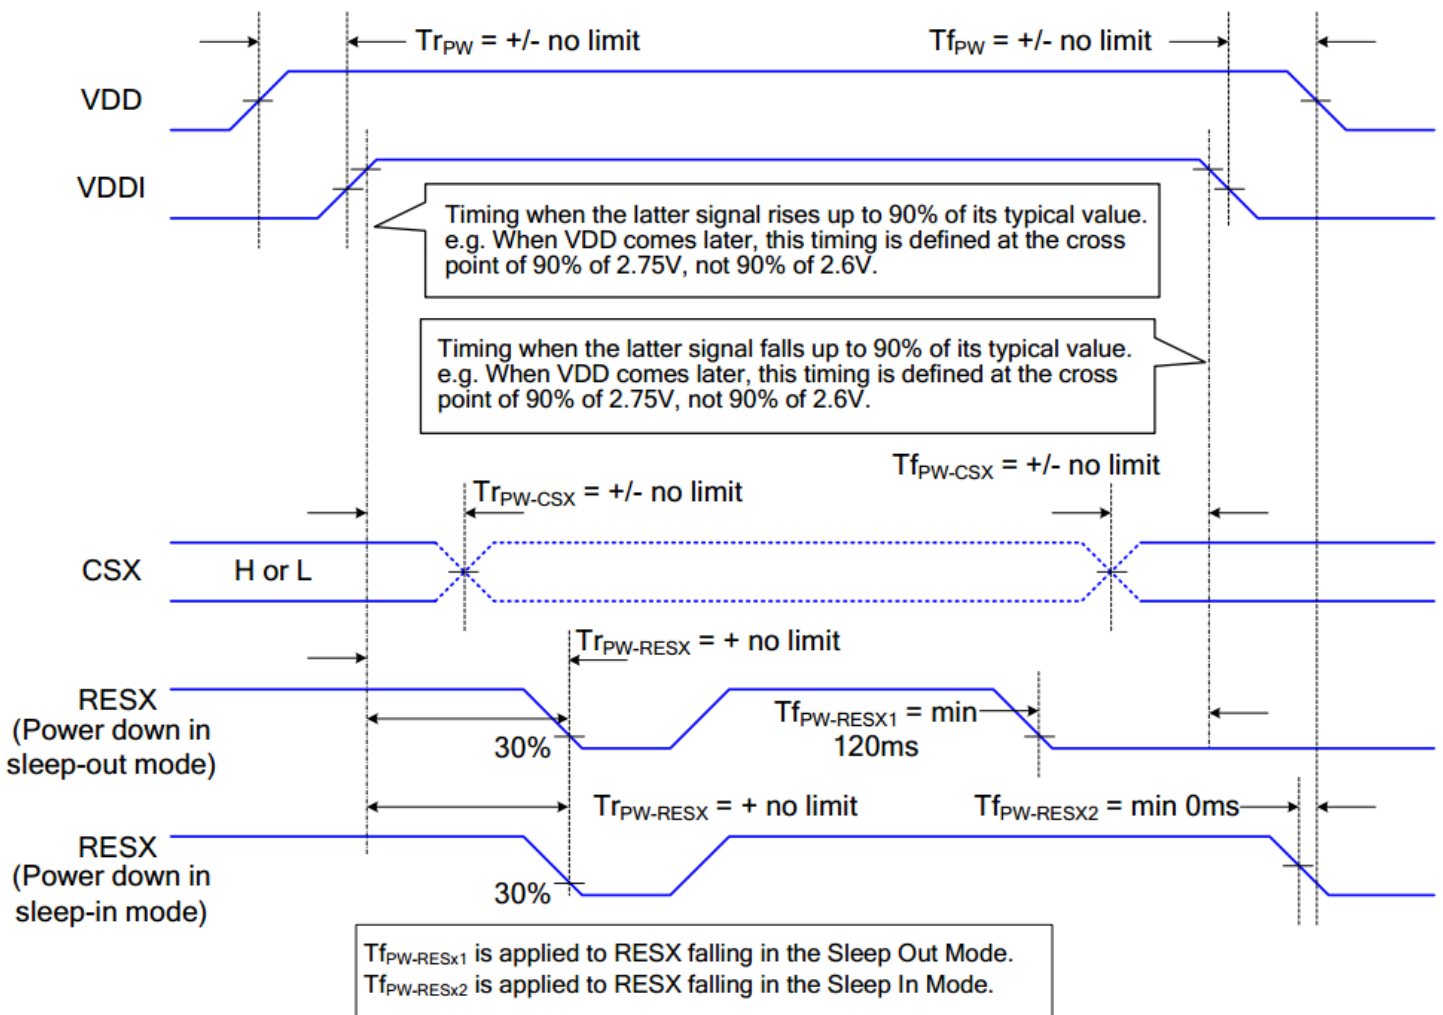 TrPW = +/- no limit
TfPW = +/- no limit
VDD
VDDI
Timing when the latter signal rises up to 90% of its typical value.
e.g. When VDD comes later, this timing is defined at the cross
point of 90% of 2.75V, not 90% of 2.6V.
Timing when the latter signal falls up to 90% of its typical value.
e.g. When VDD comes later, this timing is defined at the cross
point of 90% of 2.75V, not 90% of 2.6V.
TfPW-CSX = +/- no limit
TrPW-CSX = +/- no limit
CSX
H or L
TrPW-RESX = + no limit
RESX
(Power down in
sleep-out mode)
30%
TfPW-RESX1 = min
120ms
TrPW-RESX = + no limit
TfPW-RESX2 = min 0ms
RESX
(Power down in
sleep-in mode)
30%
TfPW-RESx1 is applied to RESX falling in the Sleep Out Mode.
TfPW-RESx2 is applied to RESX falling in the Sleep In Mode.